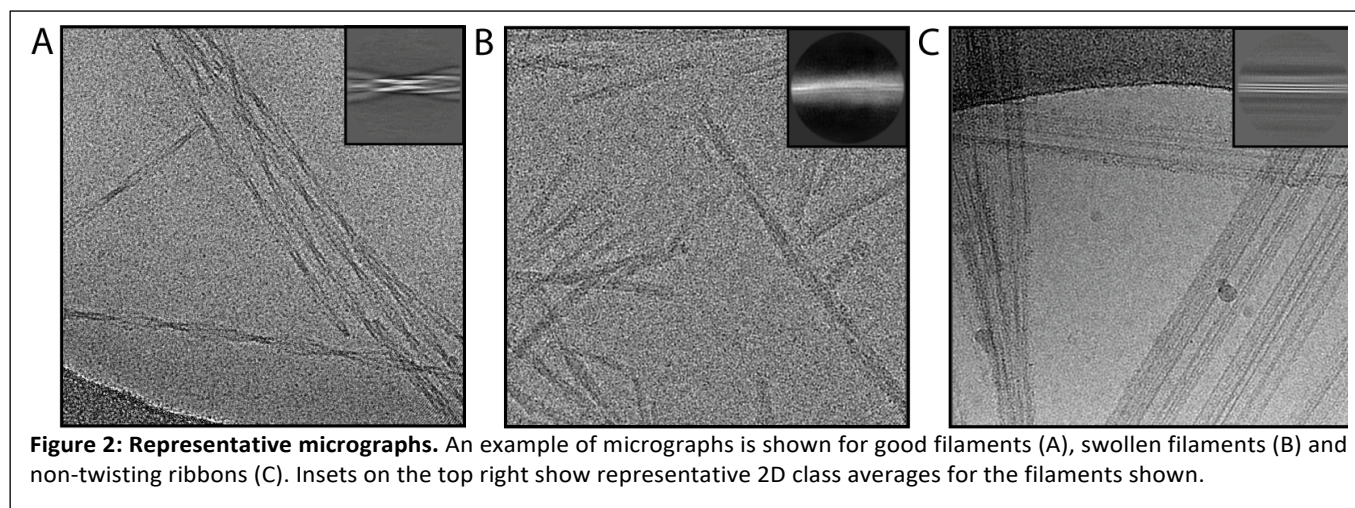 A
B
C
Figure 2: Representative micrographs. An example of micrographs is shown for good filaments (A), swollen filaments (B) and
non-twisting ribbons (C). Insets on the top right show representative 2D class averages for the filaments shown.